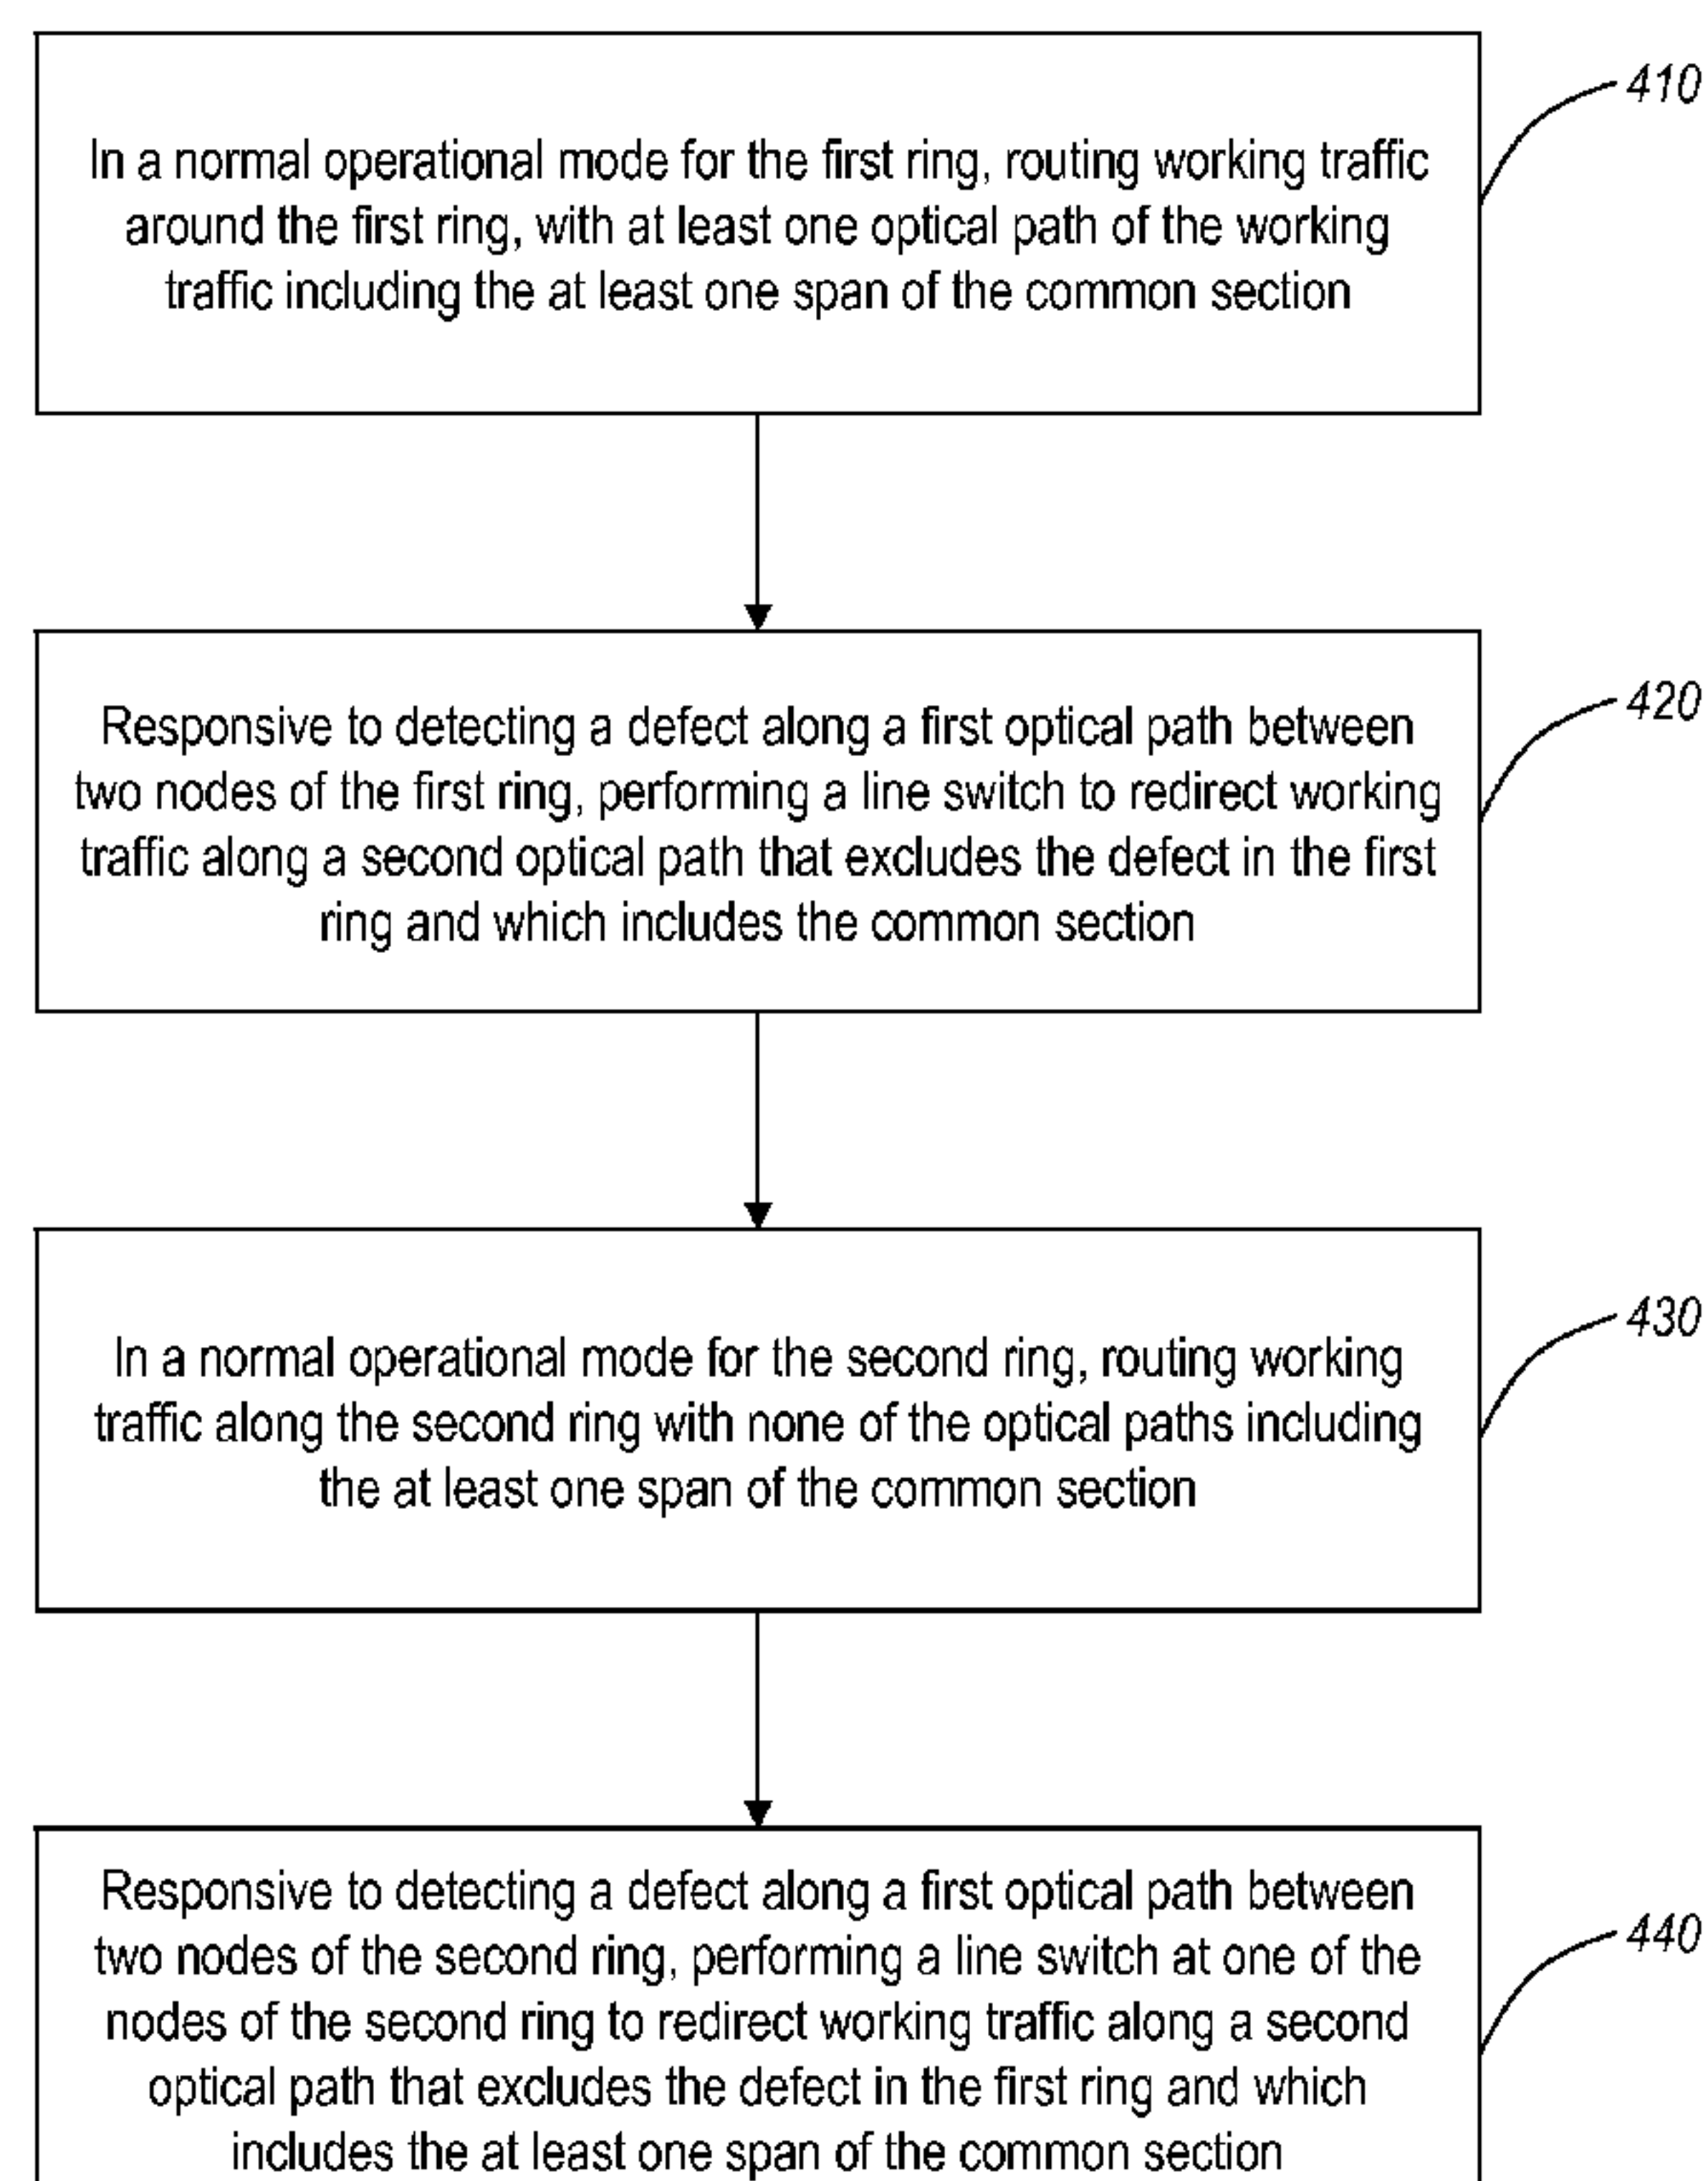 410
In a normal operational mode for the first ring, routing working traffic
around the first ring, with at least one optical path of the working
traffic including the at least one span of the common section
420
Responsive to detecting a defect along a first optical path between
two nodes of the first ring, performing a line switch to redirect working
traffic along a second optical path that excludes the defect in the first
ring and which includes the common section
430
In a normal operational mode for the second ring, routing working
traffic along the second ring with none of the optical paths including
the at least one span of the common section
440
Responsive to detecting a defect along a first optical path between
two nodes of the second ring, performing a line switch at one of the
nodes of the second ring to redirect working traffic along a second
optical path that excludes the defect in the first ring and which
includes the at least one span of the common section